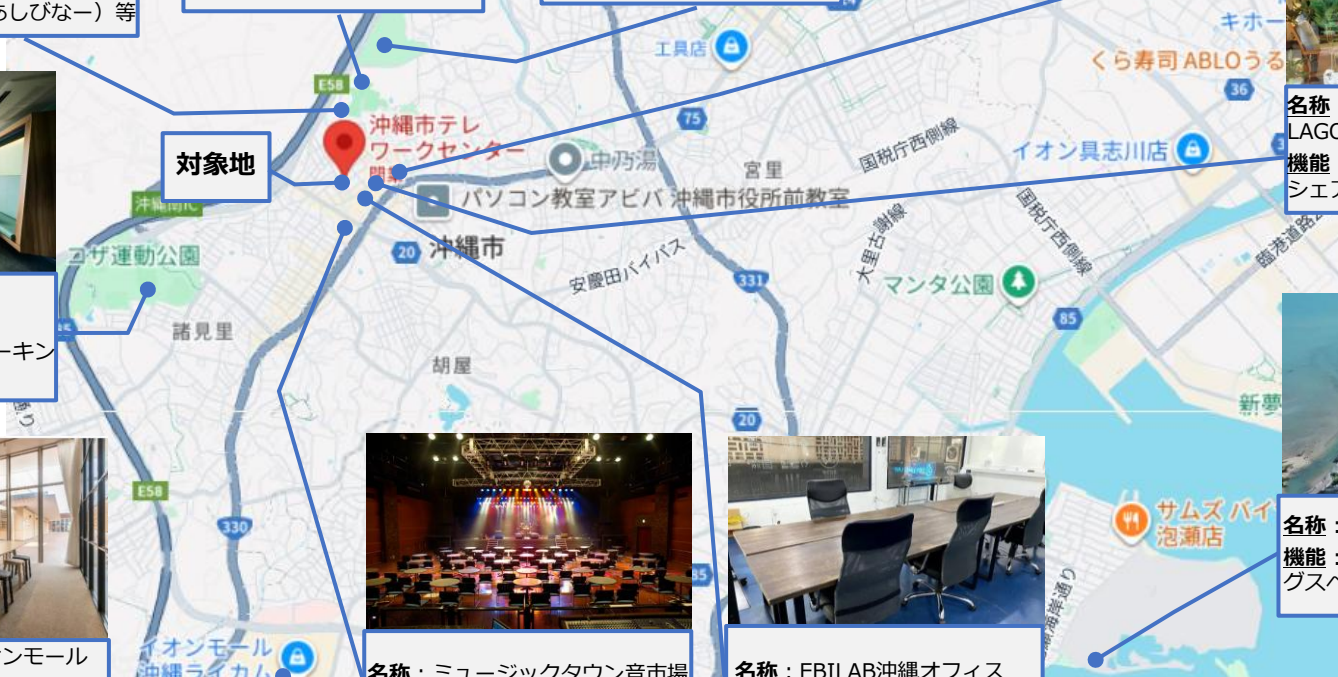 あしびなー）等
キホー
工具店
くら寿司 ABLOうる
E58
36
名称
LAGO
機能
シェフ
沖縄市テレ
ワークセンター
75
対象地
中乃湯
宮里
国税庁西側線
イオン具志川店
パソコン教室アビバ 沖縄市役所前教室
沖縄南IC
国税庁西側線
大里古謝線
臨港道路
コザ運動公園
20
沖縄市
安慶田バイパス
331
マンタ公園
85
諸見里
ーキン
胡屋
通り
20
新夢
E58
330
サムズ バイ
泡瀬店
名称：
機能：
グスペ
海岸通り
イオンモール
沖縄ライカム
ンモール
名称：ミュージックタウン音市場
名称：EBILAB沖縄オフィス